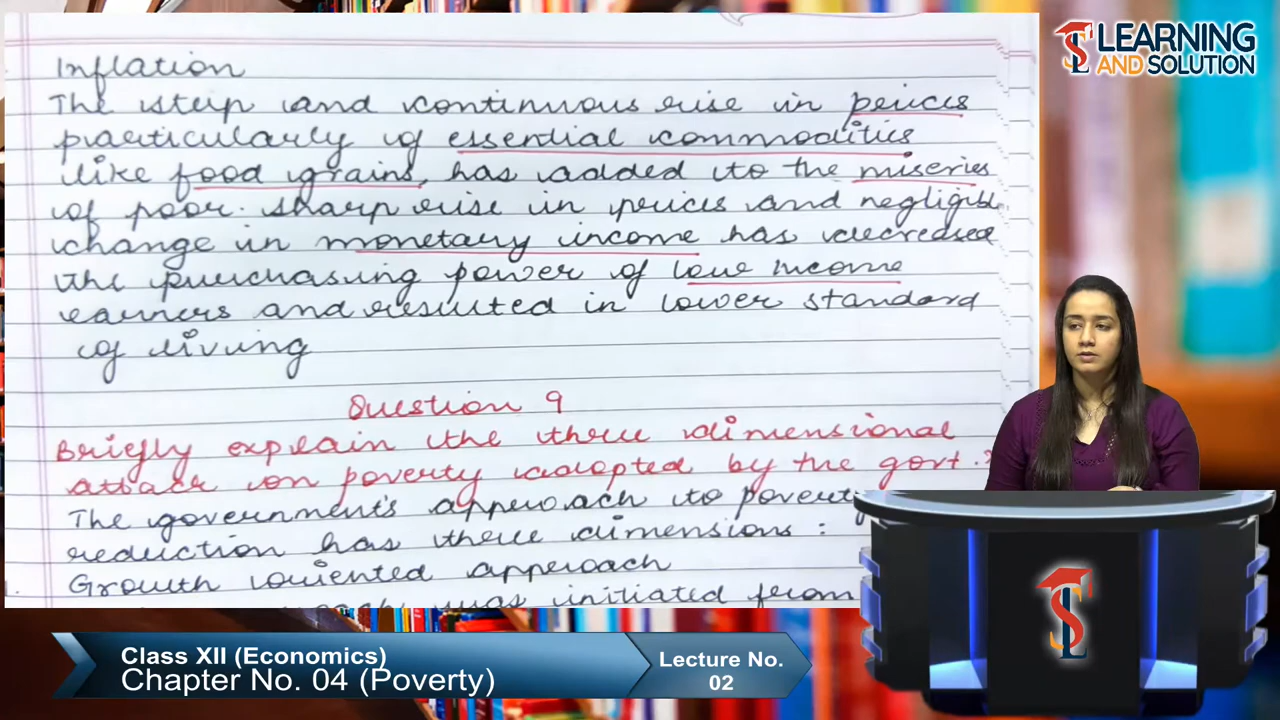 Inflation
The steep and continuous rise in prices
particularly of essential commodities
like food grains, has added to the miseries
of poor. Sharp rise in prices and negligible
change in monetary income has decreased
the purchasing power of low income
earners and resulted in lower standard
of living
Question 9
Briefly explain the three dimensional
attack on poverty adopted by the govt.?
The government's approach to poverty
reduction has three dimensions :
Growth oriented approach
was initiated from
LEARNING
AND SOLUTION
Class XII (Economics)
Chapter No. 04 (Poverty)
Lecture No.
02